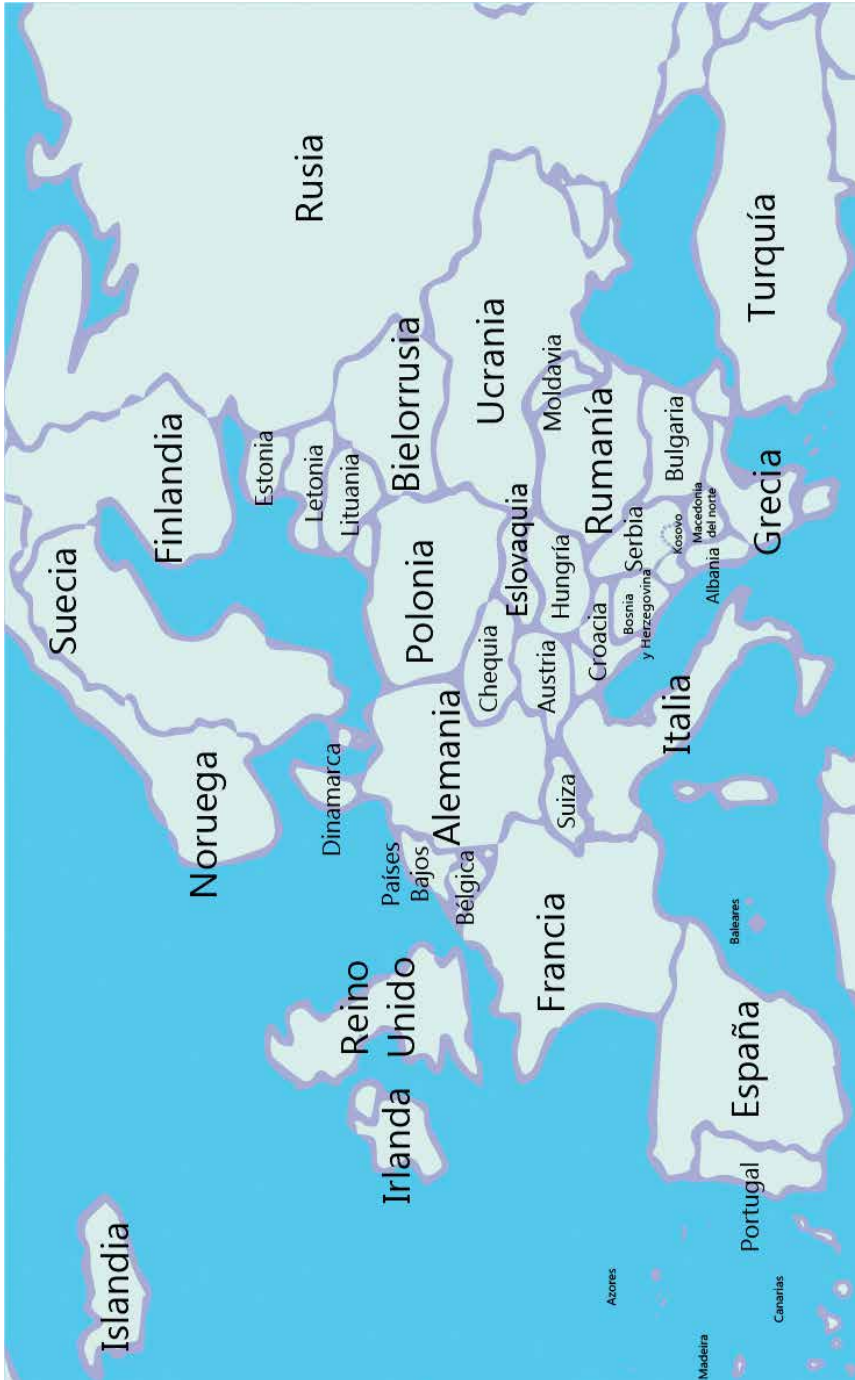 Islandia
Suecia
Noruega
Finlandia
Rusia
Estonia
Letonia
Lituania
Dinamarca
Bielorrusia
Reino
Unido
Irlanda
Países
Bajos
Bélgica
Alemania
Polonia
Ucrania
Chequia
Eslovaquia
Moldavia
Francia
Suiza
Austria
Hungría
Rumanía
Croacia
Serbia
Bosnia
y Herzegovina
Kosovo
Bulgaria
Italia
Albania
Macedonia
del norte
Grecia
Turquía
Azores
Portugal
España
Baleares
Madeira
Canarias